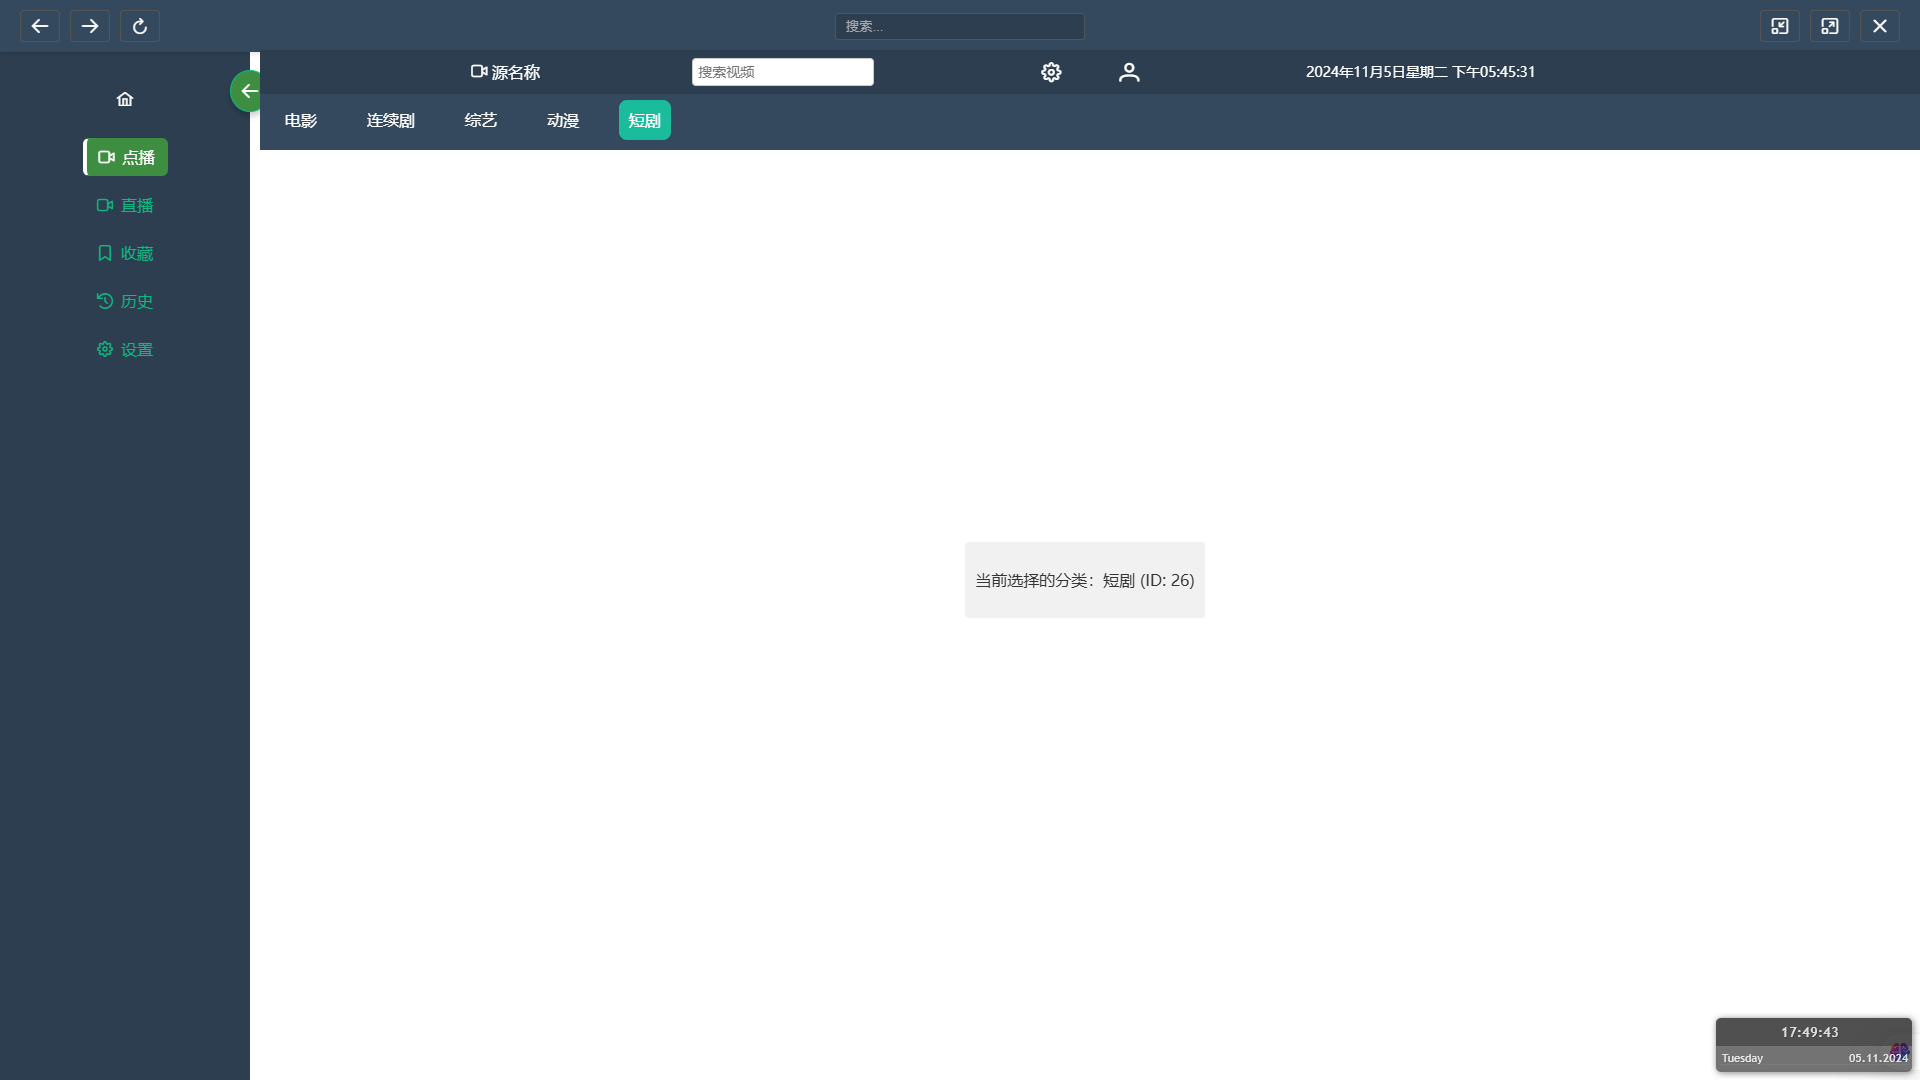 搜索...
源名称
搜索视频
2024年11月5日星期二 下午05:45:31
电影 连续剧 综艺 动漫 短剧
点播
直播
收藏
历史
设置
当前选择的分类：短剧 (ID: 26)
17:49:43
Tuesday 05.11.2024